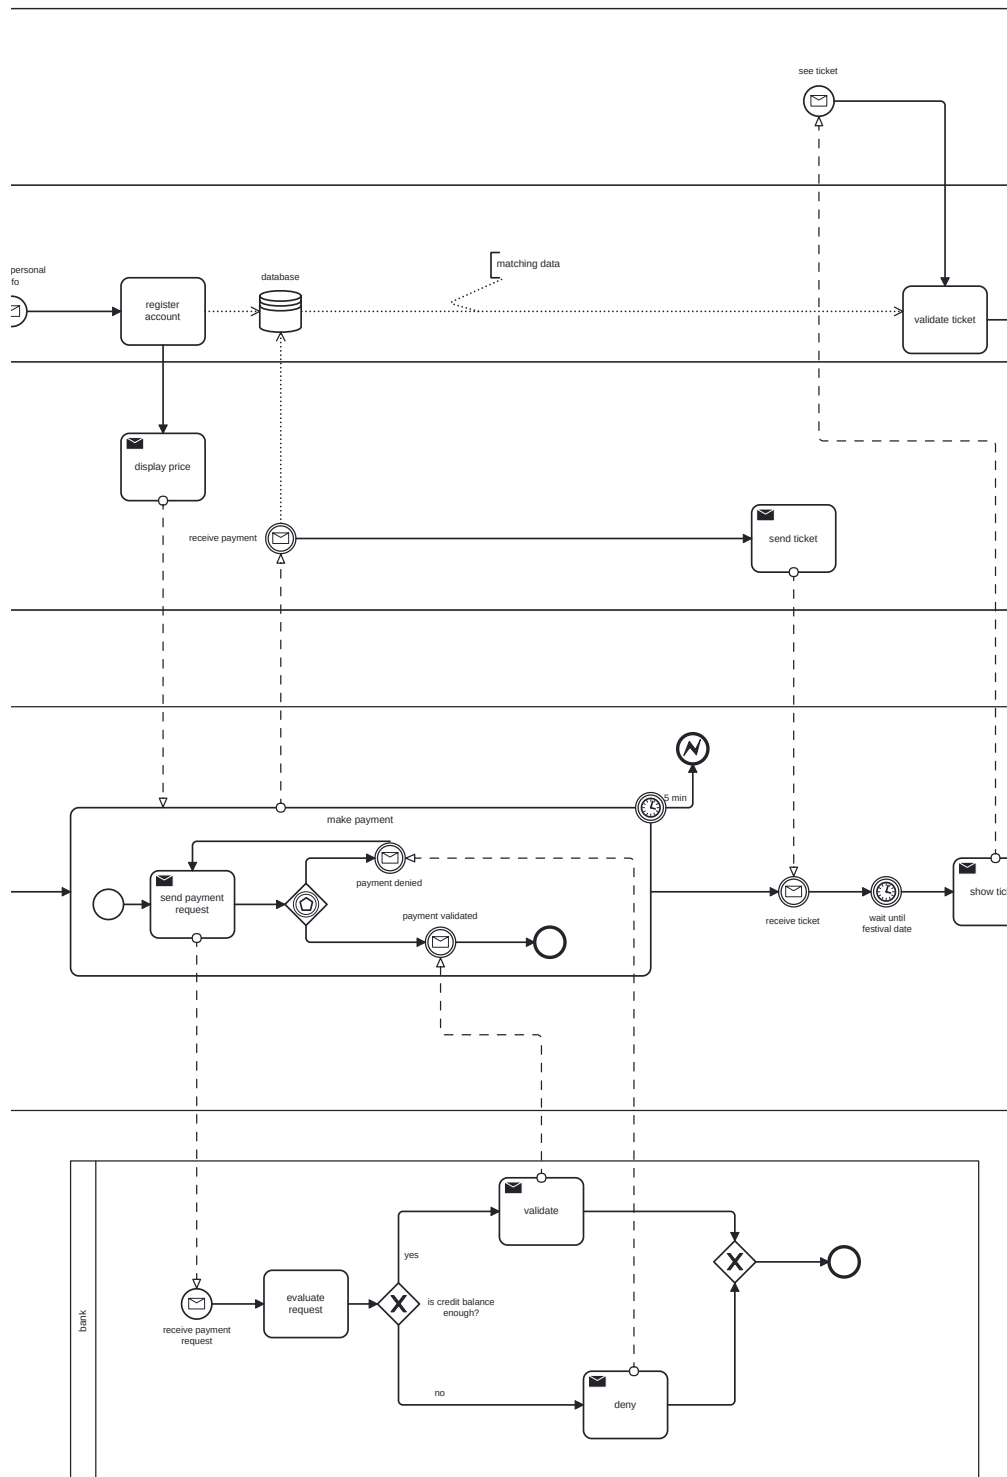 see ticket
personal
fo
register
account
database
matching data
validate ticket
display price
receive payment
send ticket
5 min
make payment
send payment
request
payment denied
payment validated
receive ticket
wait until
festival date
show tic
validate
yes
is credit balance
enough?
evaluate
request
receive payment
request
bank
no
deny